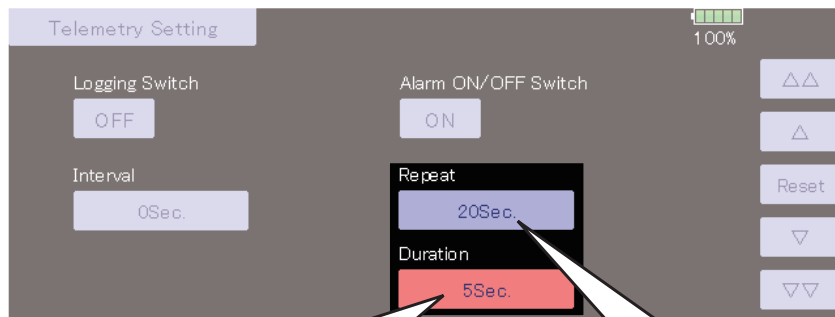 Telemetry Setting
100%
Logging Switch
Alarm ON/OFF Switch
OFF
ON
Interval
Repeat
Reset
0Sec.
20Sec.
Duration
5Sec.